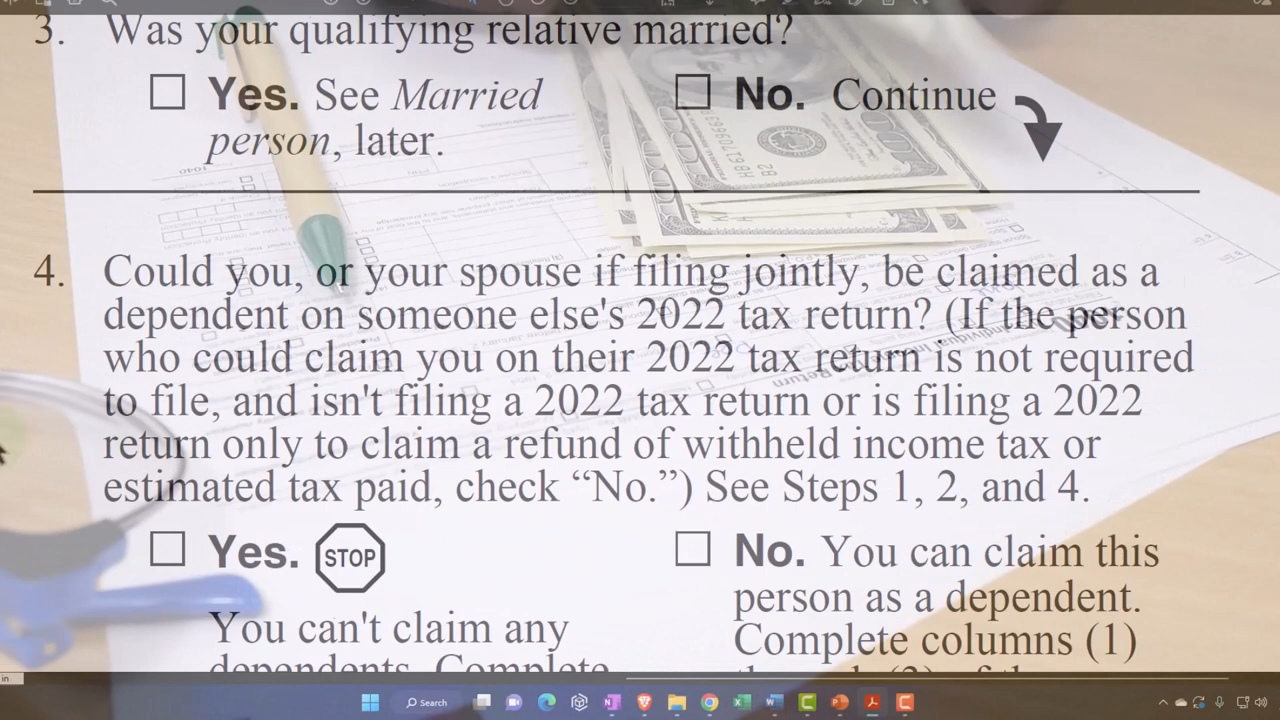 3. Was your qualifying relative married?
Yes. See Married
person, later.
No. Continue
4. Could you, or your spouse if filing jointly, be claimed as a
dependent on someone else's 2022 tax return? (If the person
who could claim you on their 2022 tax return is not required
to file, and isn't filing a 2022 tax return or is filing a 2022
return only to claim a refund of withheld income tax or
estimated tax paid, check “No.”) See Steps 1, 2, and 4.
Yes. STOP
You can't claim any
dependents. Complete
No. You can claim this
person as a dependent.
Complete columns (1)
in
Search